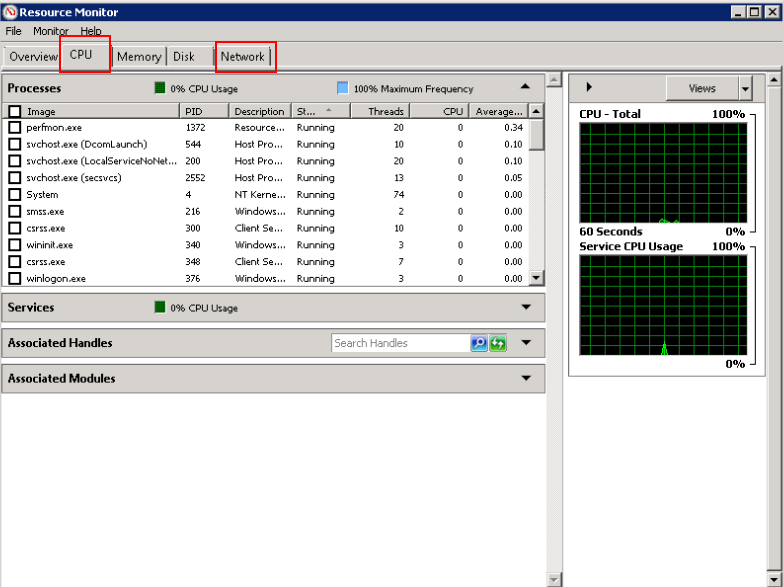 Resource Monitor
File Monitor Help
Overview CPU Memory Disk Network
Processes 0% CPU Usage 100% Maximum Frequency
Image PID Description St... Threads CPU Average...
perfmon.exe 1372 Resource... Running 20 0 0.34
svchost.exe (DcomLaunch) 544 Host Pro... Running 10 0 0.10
svchost.exe (LocalServiceNoNet... 200 Host Pro... Running 20 0 0.10
svchost.exe (secsvcs) 2552 Host Pro... Running 13 0 0.05
System 4 NT Kerne... Running 74 0 0.00
smss.exe 216 Windows... Running 2 0 0.00
csrss.exe 300 Client Se... Running 10 0 0.00
wininit.exe 340 Windows... Running 3 0 0.00
csrss.exe 348 Client Se... Running 7 0 0.00
winlogon.exe 376 Windows... Running 3 0 0.00
Services 0% CPU Usage
Associated Handles Search Handles
Associated Modules
Views
CPU - Total 100%
60 Seconds 0%
Service CPU Usage 100%
0%